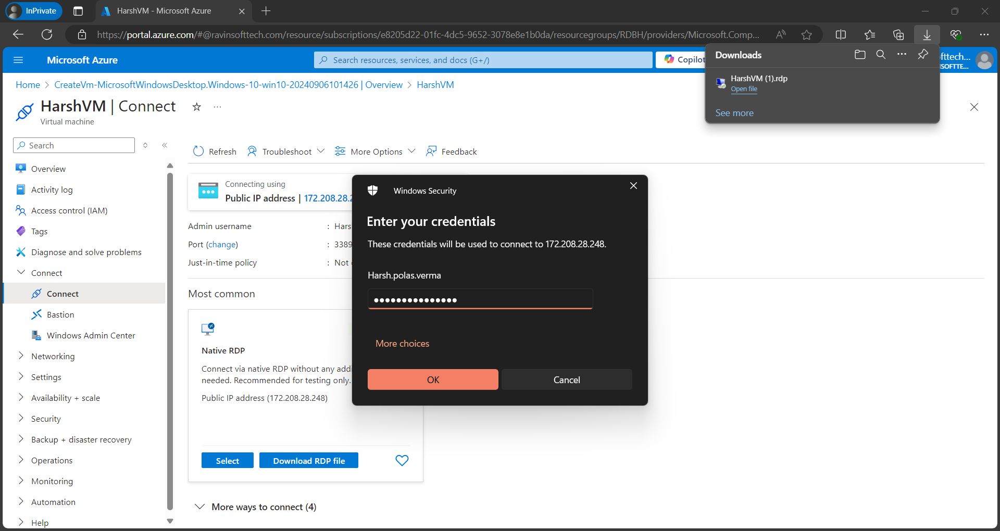 InPrivate
HarshVM - Microsoft Azure
https://portal.azure.com/#@ravinsofttech.com/resource/subscriptions/e8205d22-01fc-4dc5-9652-3078e8e1b0da/resourcegroups/RDBH/providers/Microsoft.Comp...
Microsoft Azure
Search resources, services, and docs (G+/)
Copilot
Downloads
HarshVM (1).rdp
Open file
See more
fttech...
SOFTTE...
Home > CreateVm-MicrosoftWindowsDesktop.Windows-10-win10-20240906101426 | Overview > HarshVM
HarshVM | Connect
Virtual machine
Search
Overview
Activity log
Access control (IAM)
Tags
Diagnose and solve problems
Connect
Connect
Bastion
Windows Admin Center
Networking
Settings
Availability + scale
Security
Backup + disaster recovery
Operations
Monitoring
Automation
Help
Refresh
Troubleshoot
More Options
Feedback
Connecting using
Public IP address | 172.208.28.2
Admin username : Hars
Port (change) : 3389
Just-in-time policy : Not
Most common
Native RDP
Connect via native RDP without any addi
needed. Recommended for testing only.
Public IP address (172.208.28.248)
Select
Download RDP file
More ways to connect (4)
Windows Security
Enter your credentials
These credentials will be used to connect to 172.208.28.248.
Harsh.polas.verma
●●●●●●●●●●●●●●●
More choices
OK
Cancel